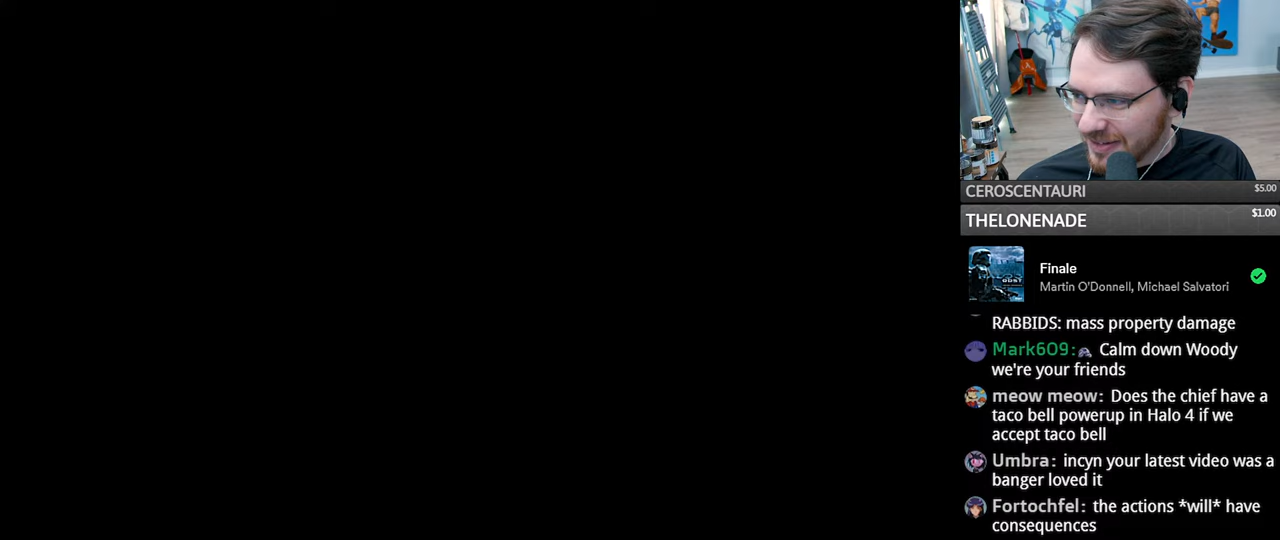 CEROSCENTAURI $5.00
THELONENADE $1.00
Finale
Martin O'Donnell, Michael Salvatori
RABBIDS: mass property damage
Mark609: Calm down Woody
we're your friends
meow meow: Does the chief have a
taco bell powerup in Halo 4 if we
accept taco bell
Umbra: incyn your latest video was a
banger loved it
Fortochfel: the actions *will* have
consequences